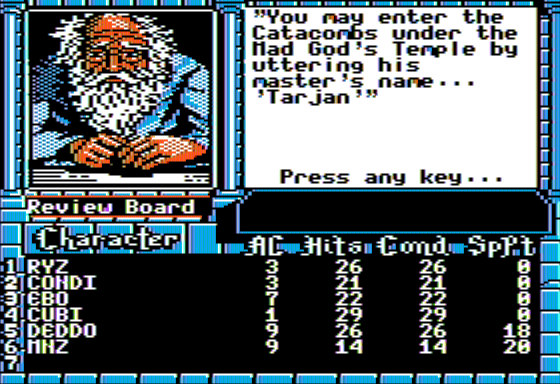 "You may enter the
Catacombs under the
Mad God's Temple by
uttering his
master's name...
'Tarjan'"
Press any key...
Review Board
Character AC Hits Cond SpPt
1 RYZ 3 26 26 0
2 CONDI 3 21 21 0
3 EBO 7 22 22 0
4 CUBI 1 29 29 0
5 DEDDO 9 26 26 18
6 MNZ 9 14 14 20
7